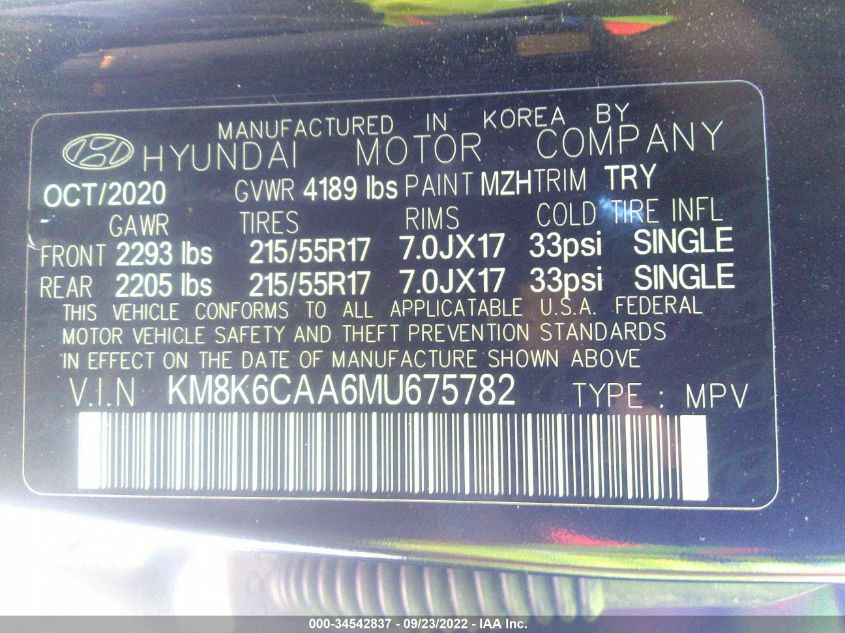 MANUFACTURED IN KOREA BY
HYUNDAI MOTOR COMPANY
OCT/2020 GVWR 4189 lbs PAINT MZH TRIM TRY
GAWR TIRES RIMS COLD TIRE INFL
FRONT 2293 lbs 215/55R17 7.0JX17 33psi SINGLE
REAR 2205 lbs 215/55R17 7.0JX17 33psi SINGLE
THIS VEHICLE CONFORMS TO ALL APPLICATABLE U.S.A. FEDERAL
MOTOR VEHICLE SAFETY AND THEFT PREVENTION STANDARDS
IN EFFECT ON THE DATE OF MANUFACTURE SHOWN ABOVE
V.I.N KM8K6CAA6MU675782 TYPE : MPV
000-34542837 - 09/23/2022 - IAA Inc.